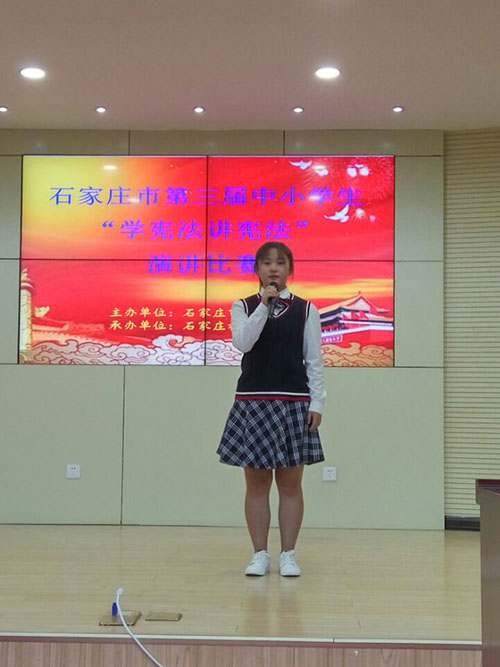 石家庄市第三届中小学生
“学宪法讲宪法”
演讲比赛
主办单位：石家庄市
承办单位：石家庄